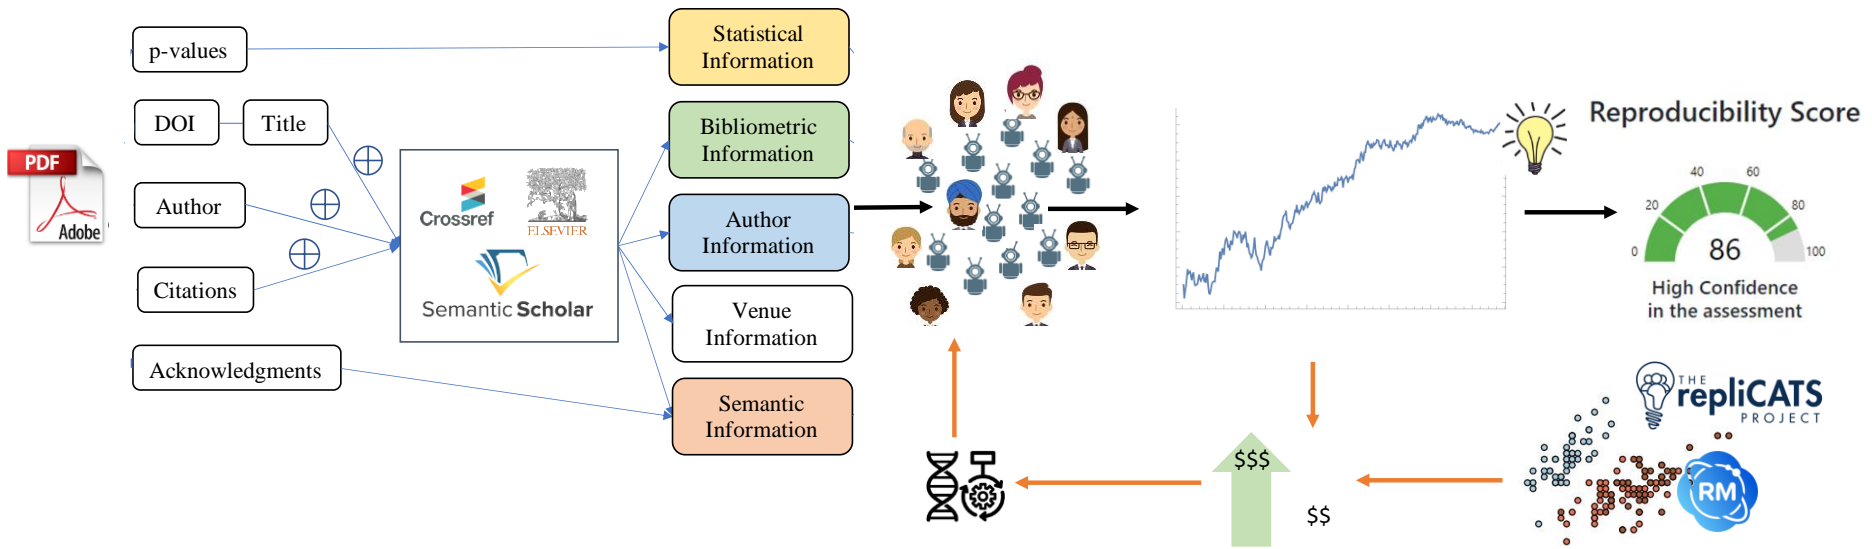 PDF
Adobe
p-values
DOI
Title
Author
Citations
Acknowledgments
Crossref
ELSEVIER
Semantic Scholar
Statistical
Information
Bibliometric
Information
Author
Information
Venue
Information
Semantic
Information
Reproducibility Score
0
20
40
60
80
100
86
High Confidence
in the assessment
$$$
$$
THE
repliCATS
PROJECT
RM